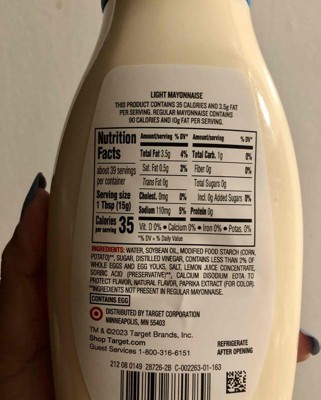 LIGHT MAYONNAISE
THIS PRODUCT CONTAINS 35 CALORIES AND 3.5g FAT
PER SERVING. REGULAR MAYONNAISE CONTAINS
90 CALORIES AND 10g FAT PER SERVING.
Nutrition Facts
about 39 servings
per container
Serving size
1 Tbsp (15g)
Calories
per serving 35
Amount/serving % DV*
Total Fat 3.5g 4%
Sat. Fat 0.5g 3%
Trans Fat 0g
Cholest. 0mg 0%
Sodium 110mg 5%
Amount/serving % DV*
Total Carb. 1g 0%
Fiber 0g 0%
Total Sugars 0g
Incl. 0g Added Sugars 0%
Protein 0g
Vit. D 0% • Calcium 0% • Iron 0% • Potas. 0%
*% DV = % Daily Value
INGREDIENTS: WATER, SOYBEAN OIL, MODIFIED FOOD STARCH (CORN,
POTATO)**, SUGAR, DISTILLED VINEGAR, CONTAINS LESS THAN 2% OF
WHOLE EGGS AND EGG YOLKS, SALT, LEMON JUICE CONCENTRATE,
SORBIC ACID (PRESERVATIVE)**, CALCIUM DISODIUM EDTA TO
PROTECT FLAVOR, NATURAL FLAVOR, PAPRIKA EXTRACT (FOR COLOR).
**INGREDIENTS NOT PRESENT IN REGULAR MAYONNAISE.
CONTAINS EGG
DISTRIBUTED BY TARGET CORPORATION
MINNEAPOLIS, MN 55403
TM & ©2023 Target Brands, Inc.
Shop Target.com
Guest Services 1-800-316-6151
REFRIGERATE
AFTER OPENING
212 08 0149 28726-2B C-002263-01-163